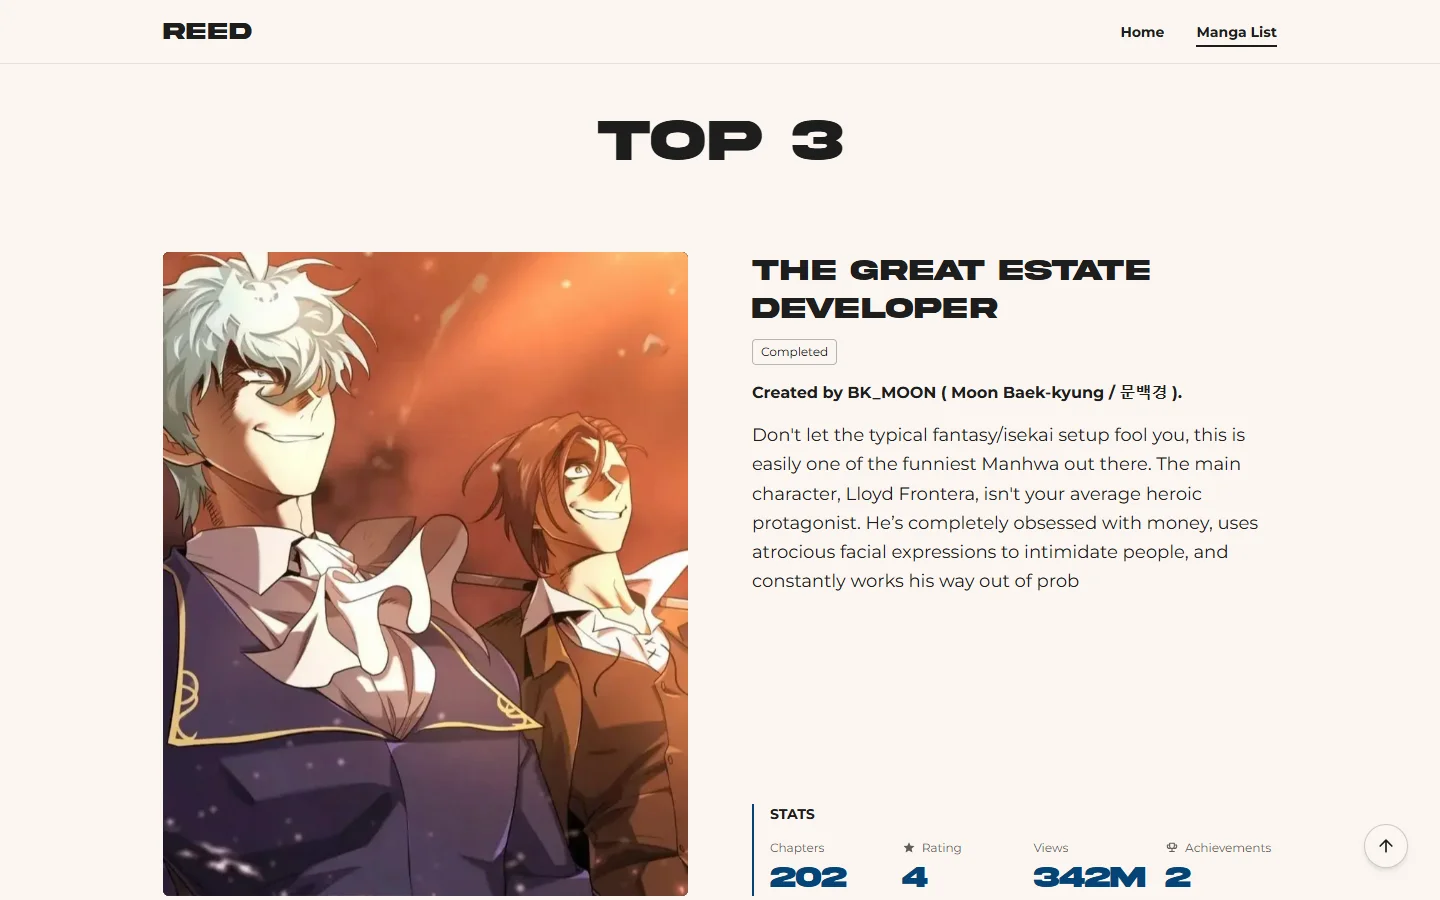 REED
Home
Manga List
TOP 3
THE GREAT ESTATE
DEVELOPER
Completed
Created by BK_MOON ( Moon Baek-kyung / 문백경 ).
Don't let the typical fantasy/isekai setup fool you, this is
easily one of the funniest Manhwa out there. The main
character, Lloyd Frontera, isn't your average heroic
protagonist. He’s completely obsessed with money, uses
atrocious facial expressions to intimidate people, and
constantly works his way out of prob
STATS
Chapters
202
Rating
4
Views
342M
Achievements
2